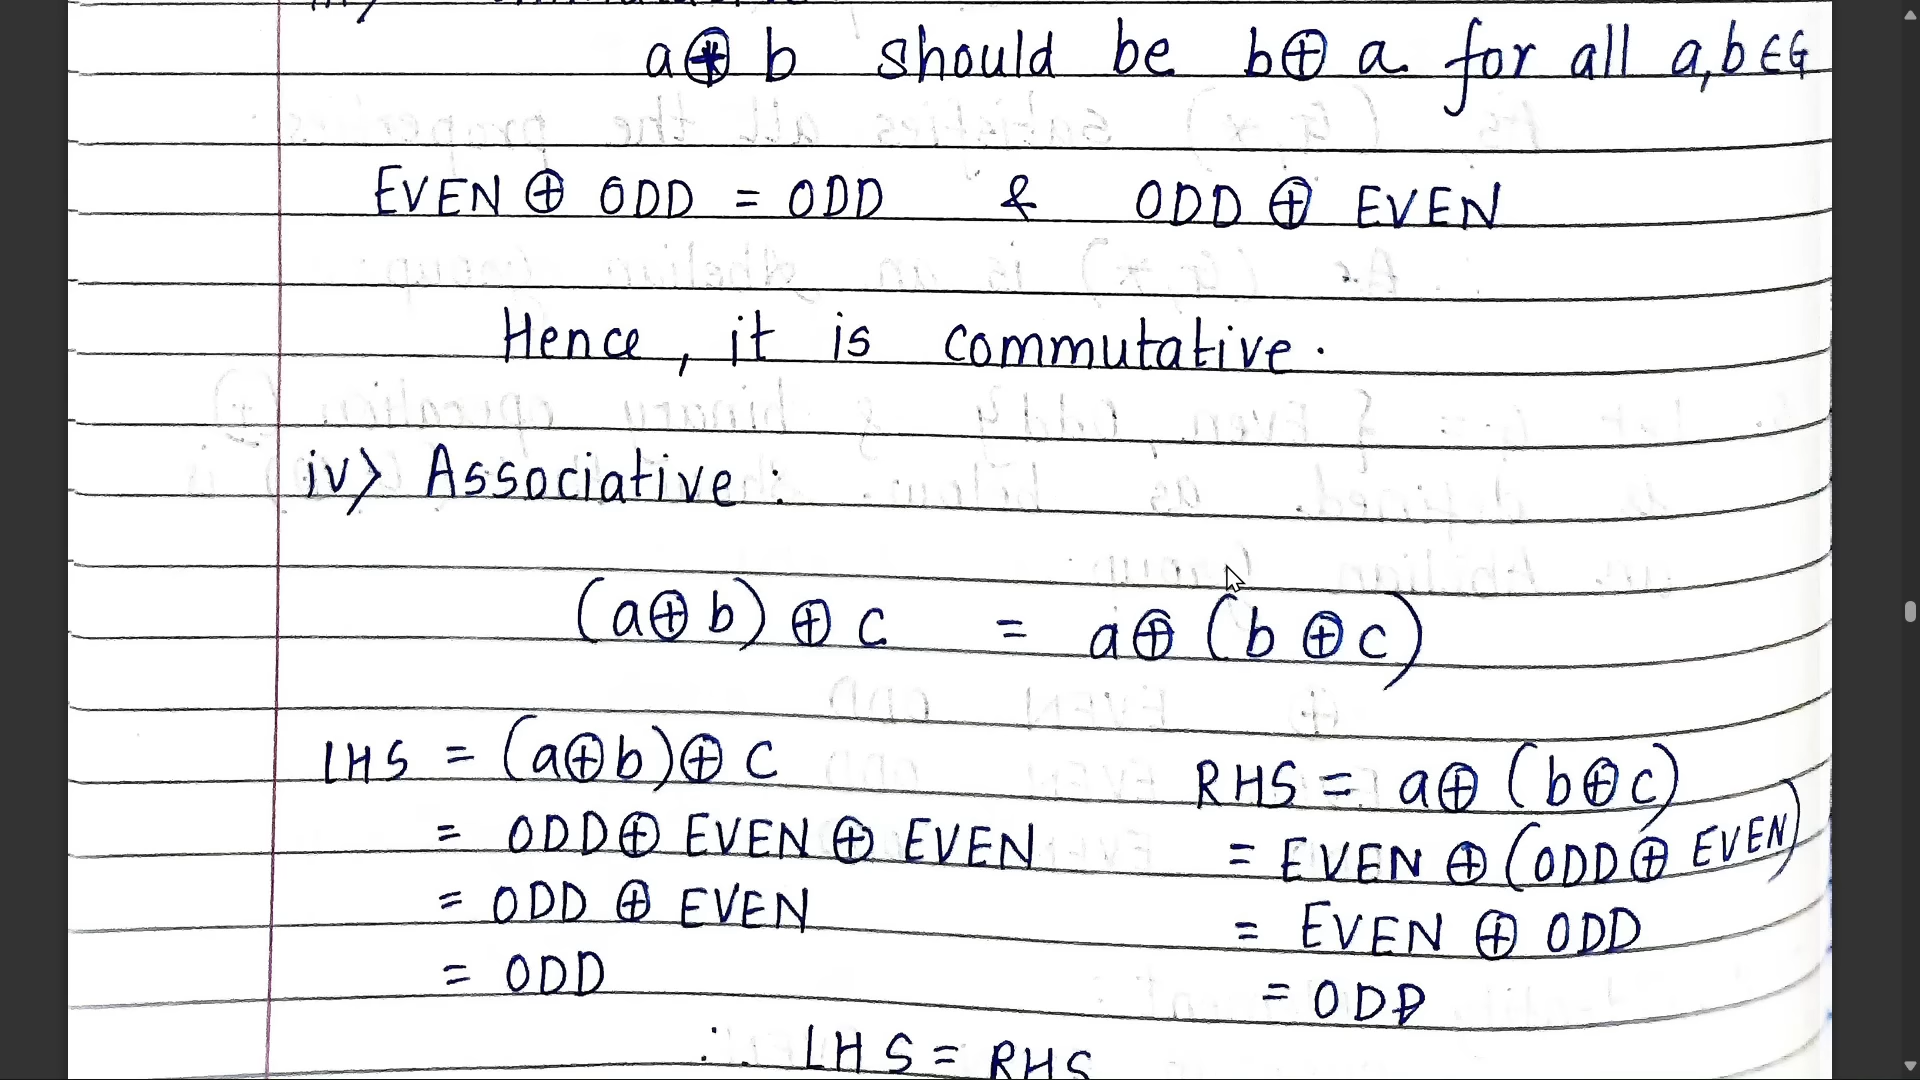 a ⊕ b should be b ⊕ a for all a, b ∈ G
EVEN ⊕ ODD = ODD & ODD ⊕ EVEN
Hence, it is commutative.
iv> Associative :
(a ⊕ b) ⊕ c = a ⊕ (b ⊕ c)
LHS = (a ⊕ b) ⊕ c
= ODD ⊕ EVEN ⊕ EVEN
= ODD ⊕ EVEN
= ODD
RHS = a ⊕ (b ⊕ c)
= EVEN ⊕ (ODD ⊕ EVEN)
= EVEN ⊕ ODD
= ODD
∴ LHS = RHS